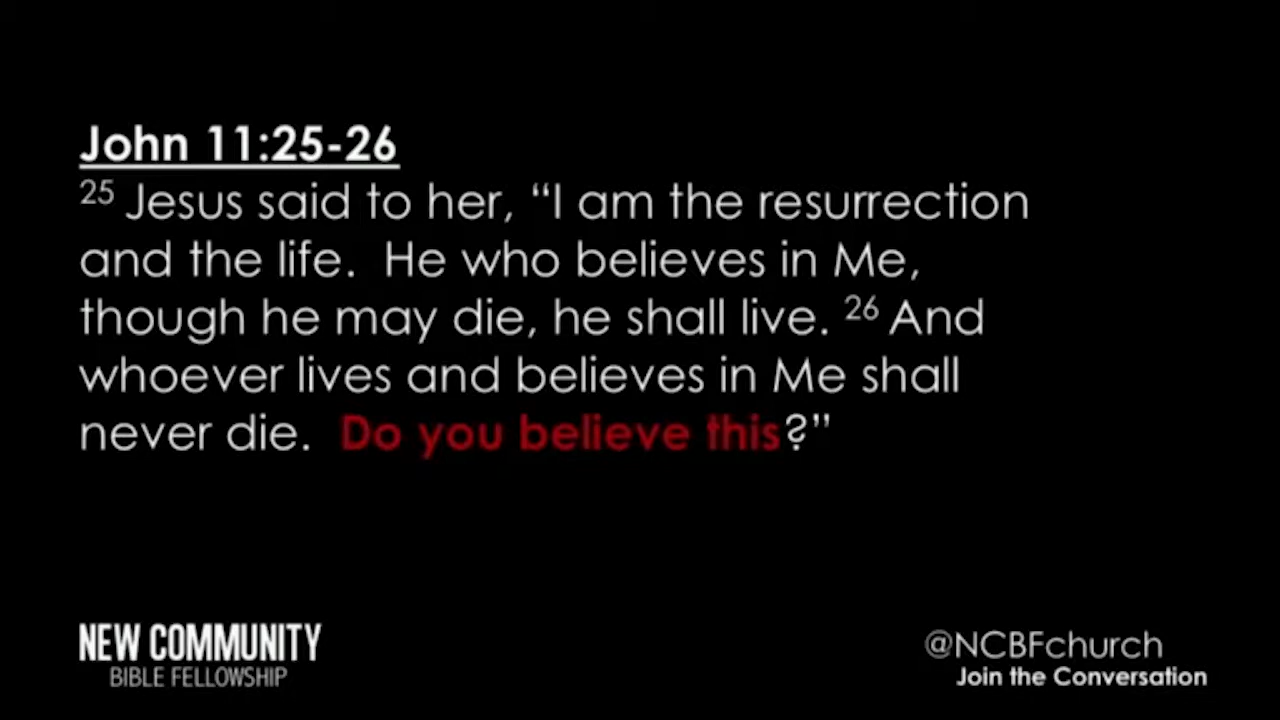 John 11:25-26
25 Jesus said to her, “I am the resurrection
and the life.  He who believes in Me,
though he may die, he shall live. 26 And
whoever lives and believes in Me shall
never die.  Do you believe this?”
NEW COMMUNITY
BIBLE FELLOWSHIP
@NCBFchurch
Join the Conversation